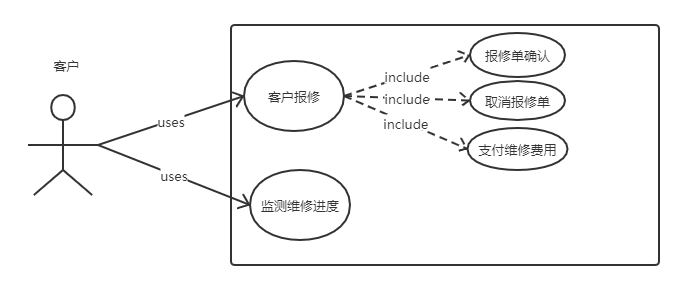 客户
uses
uses
客户报修
监测维修进度
include
include
include
报修单确认
取消报修单
支付维修费用